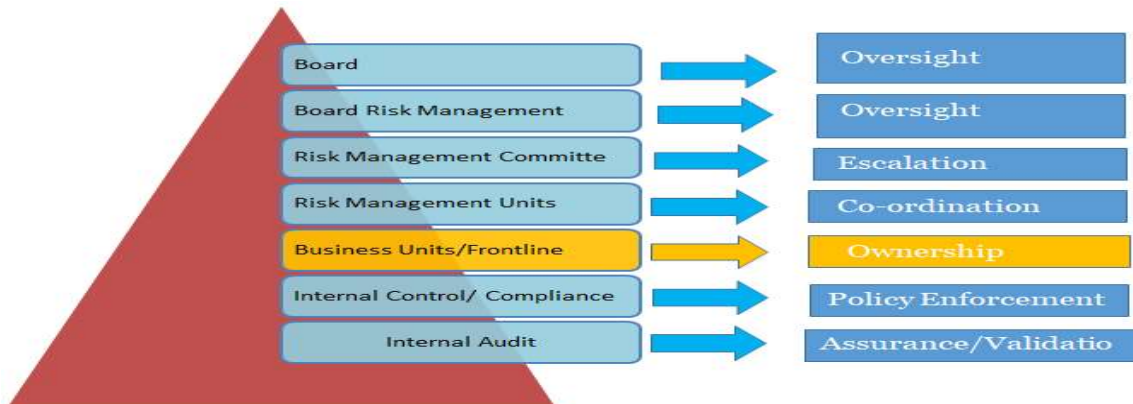 Board
Oversight
Board Risk Management
Oversight
Risk Management Committe
Escalation
Risk Management Units
Co-ordination
Business Units/Frontline
Ownership
Internal Control/ Compliance
Policy Enforcement
Internal Audit
Assurance/Validatio